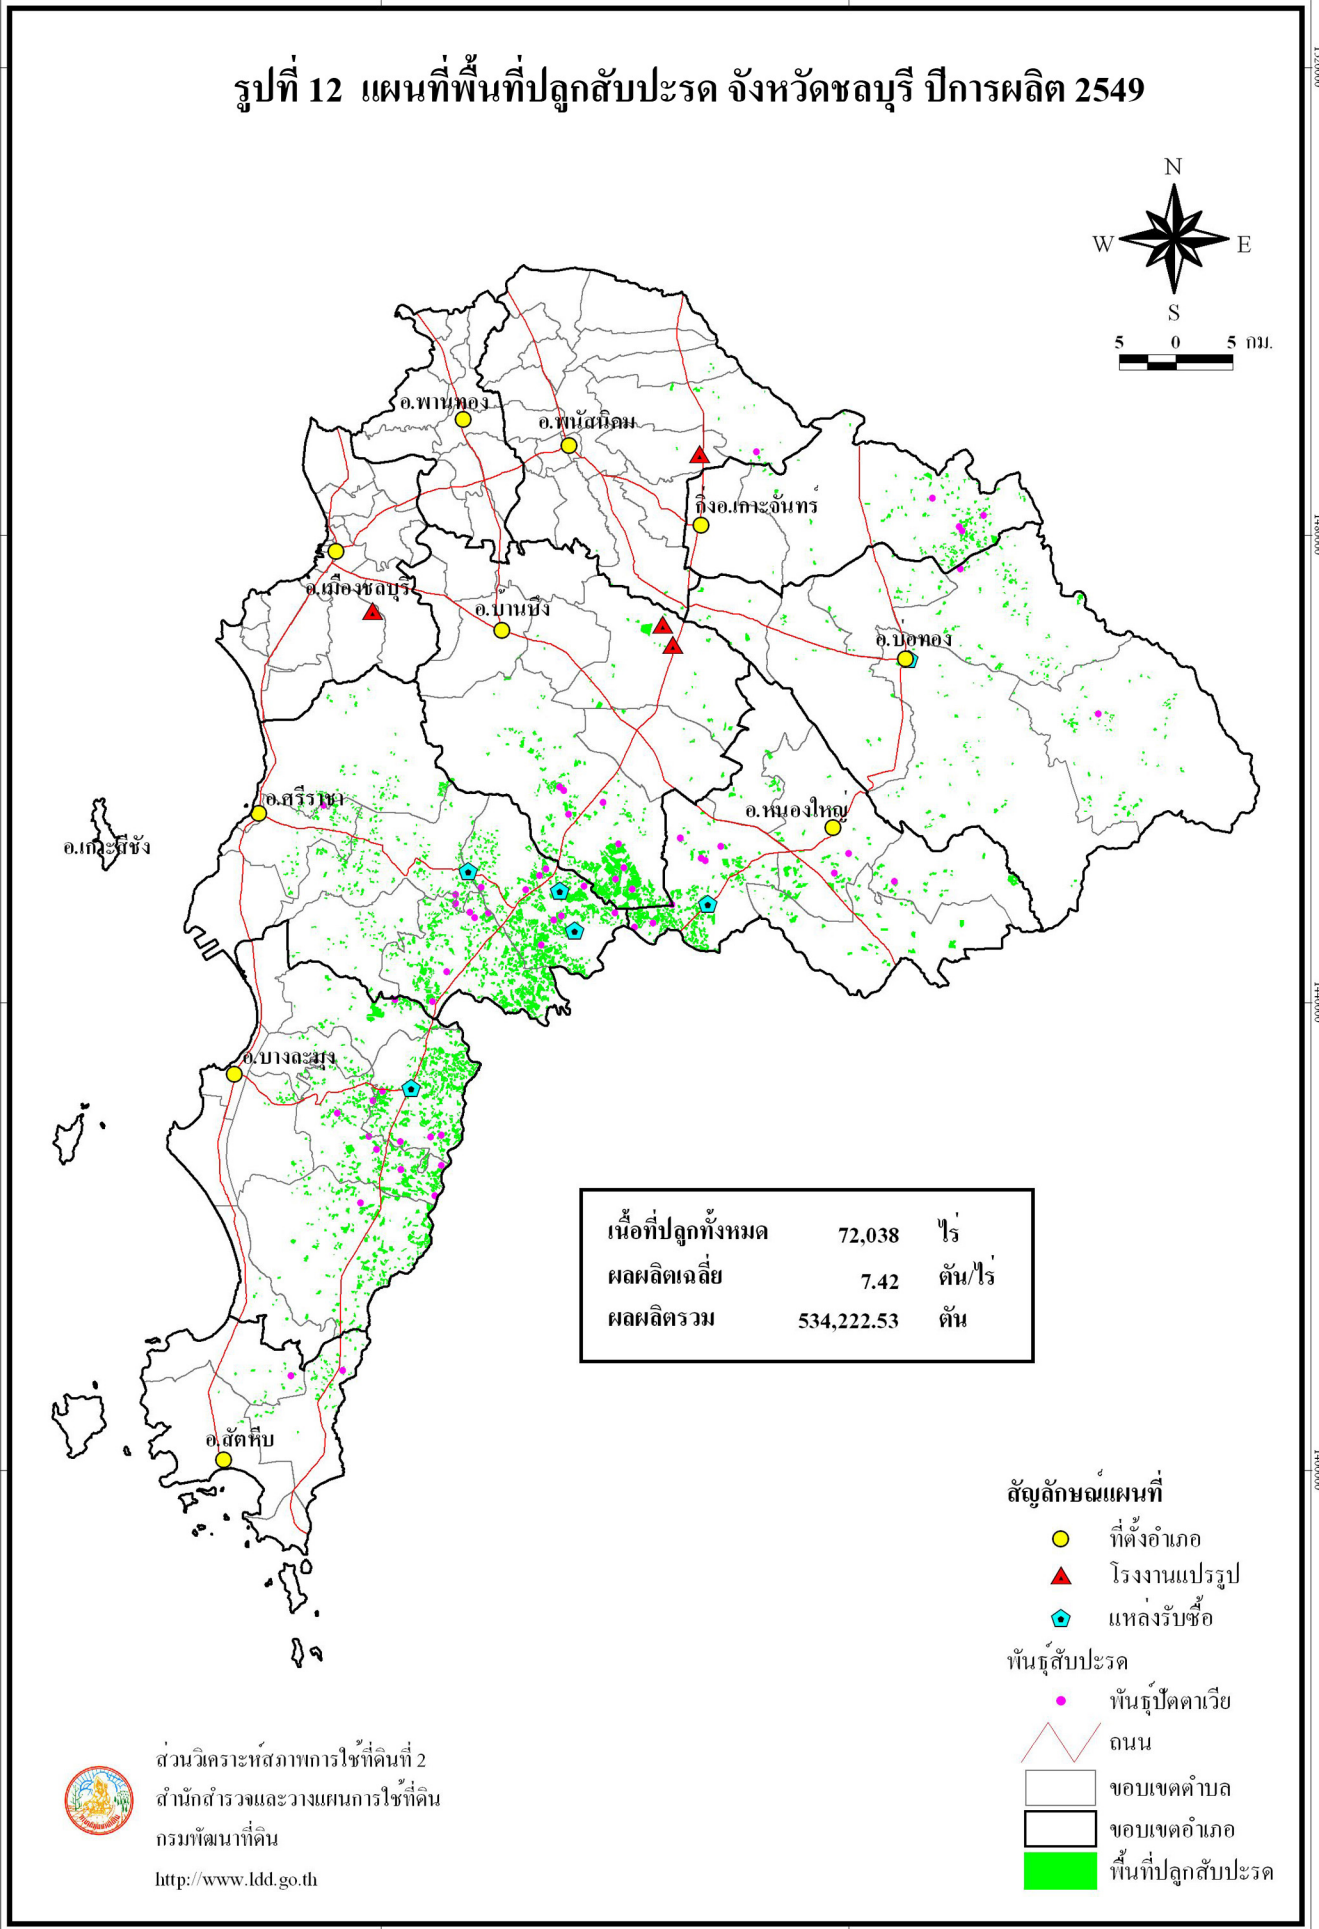 รูปที่ 12 แผนที่พื้นที่ปลูกสับปะรด จังหวัดชลบุรี ปีการผลิต 2549
N
W E
S
5 0 5 กม.
อ.พานทอง
อ.พนัสนิคม
กิ่งอ.เกาะจันทร์
อ.เมืองชลบุรี
อ.บ้านบึง
อ.บ่อทอง
อ.ศรีราชา
อ.หนองใหญ่
อ.เกาะสีชัง
อ.บางละมุง
เนื้อที่ปลูกทั้งหมด 72,038 ไร่
ผลผลิตเฉลี่ย 7.42 ตัน/ไร่
ผลผลิตรวม 534,222.53 ตัน
อ.สัตหีบ
สัญลักษณ์แผนที่
ที่ตั้งอำเภอ
โรงงานแปรรูป
แหล่งรับซื้อ
พันธุ์สับปะรด
พันธุ์ปัตตาเวีย
ถนน
ขอบเขตตำบล
ขอบเขตอำเภอ
พื้นที่ปลูกสับปะรด
ส่วนวิเคราะห์สภาพการใช้ที่ดินที่ 2
สำนักสำรวจและวางแผนการใช้ที่ดิน
กรมพัฒนาที่ดิน
http://www.ldd.go.th